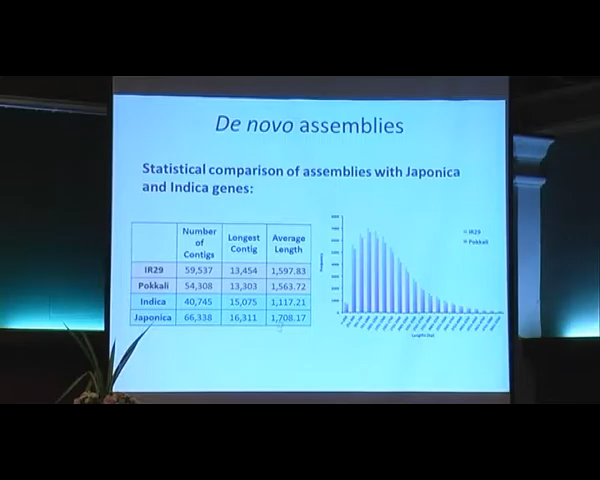 De novo assemblies
Statistical comparison of assemblies with Japonica
and Indica genes:
Number of Contigs Longest Contig Average Length
IR29 59,537 13,454 1,597.83
Pokkali 54,308 13,303 1,563.72
Indica 40,745 15,075 1,117.21
Japonica 66,338 16,311 1,708.17
IR29
Pokkali